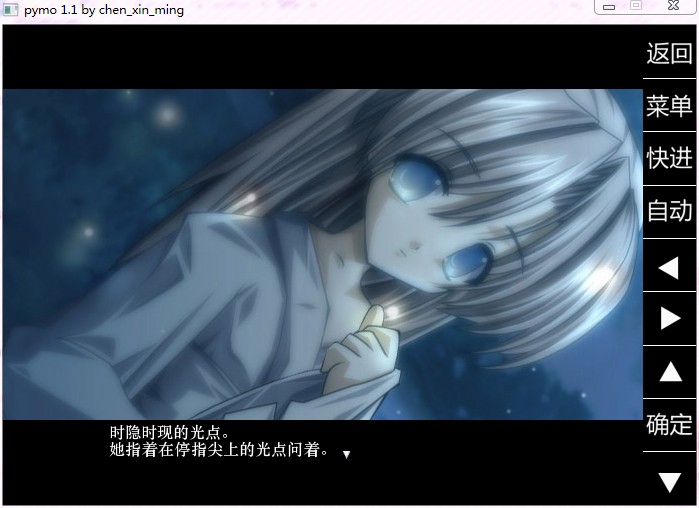 pymo 1.1 by chen_xin_ming
返回
菜单
快进
自动
确定
时隐时现的光点。
她指着在停指尖上的光点问着。